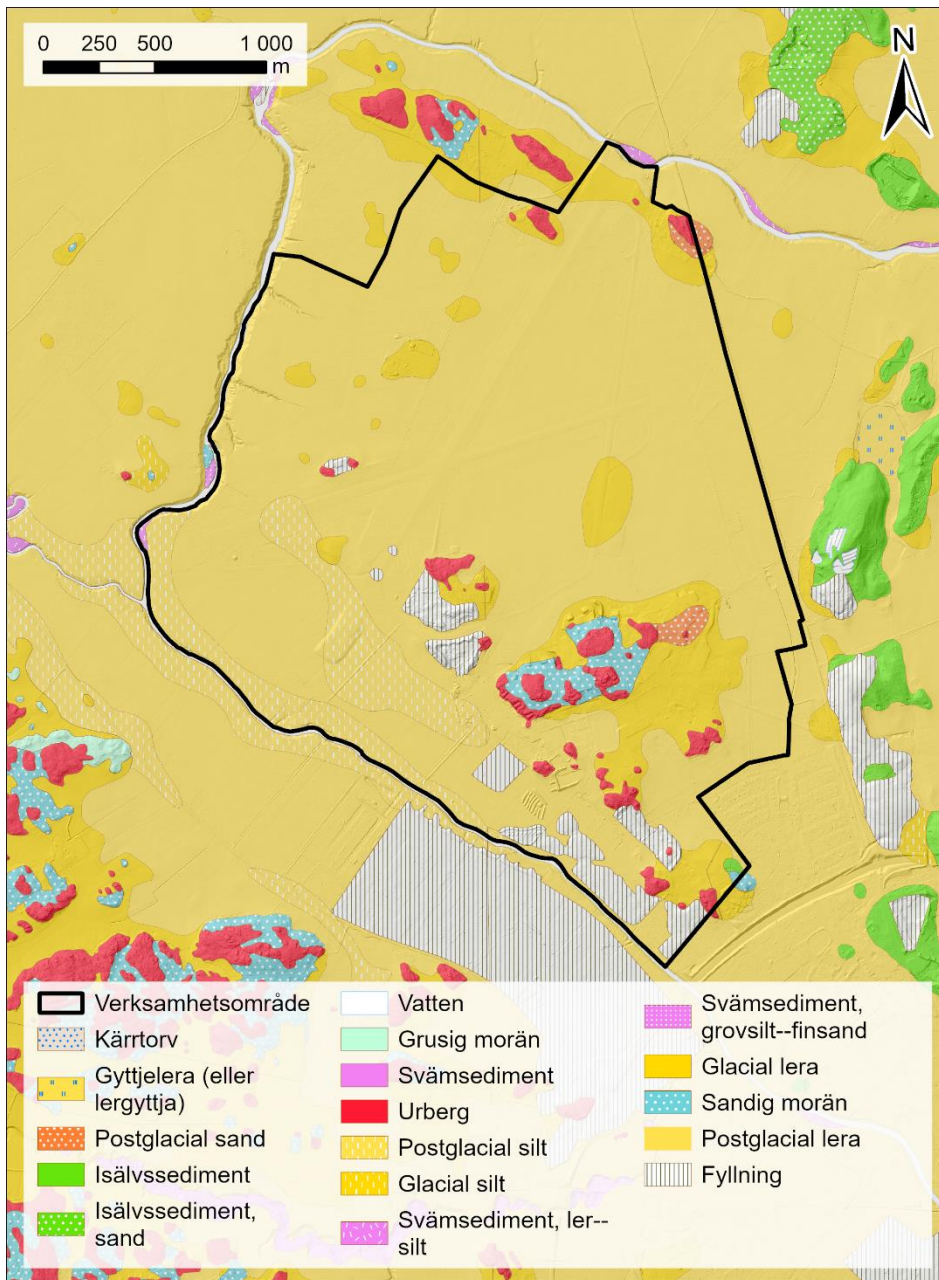 0 250 500 1 000
m
N
Verksamhetsområde
Kärrtorv
Gyttjelera (eller
lergyttja)
Postglacial sand
Isälvssediment
Isälvssediment,
sand
Vatten
Grusig morän
Svämsediment
Urberg
Postglacial silt
Glacial silt
Svämsediment, ler--
silt
Svämsediment,
grovsilt--finsand
Glacial lera
Sandig morän
Postglacial lera
Fyllning